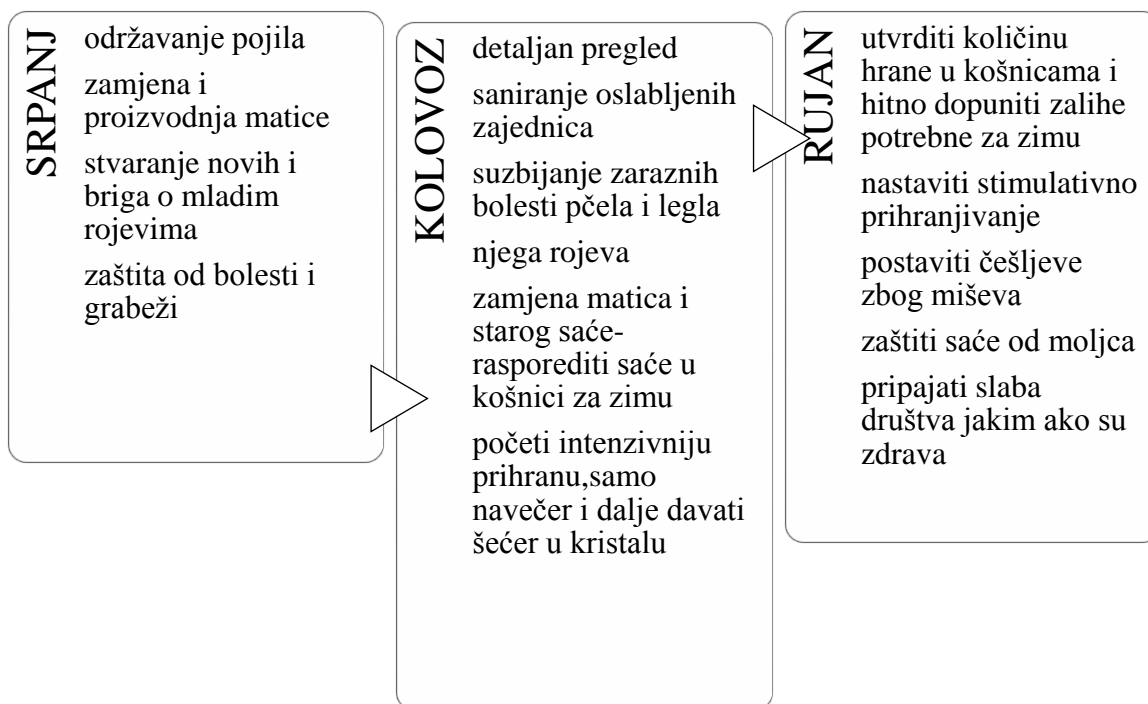 SRPANJ
održavanje pojila
zamjena i
proizvodnja matice
stvaranje novih i
briga o mladim
rojevima
zaštita od bolesti i
grabeži
KOLOVOZ
detaljan pregled
saniranje oslabljenih
zajednica
suzbijanje zaraznih
bolesti pčela i legla
njega rojeva
zamjena matica i
starog saće-
rasporediti saće u
košnici za zimu
početi intenzivniju
prihranu,samo
navečer i dalje davati
šećer u kristalu
RUJAN
utvrditi količinu
hrane u košnicama i
hitno dopuniti zalihe
potrebne za zimu
nastaviti stimulativno
prihranjivanje
postaviti češljeve
zbog miševa
zaštiti saće od moljca
pripajati slaba
društva jakim ako su
zdrava